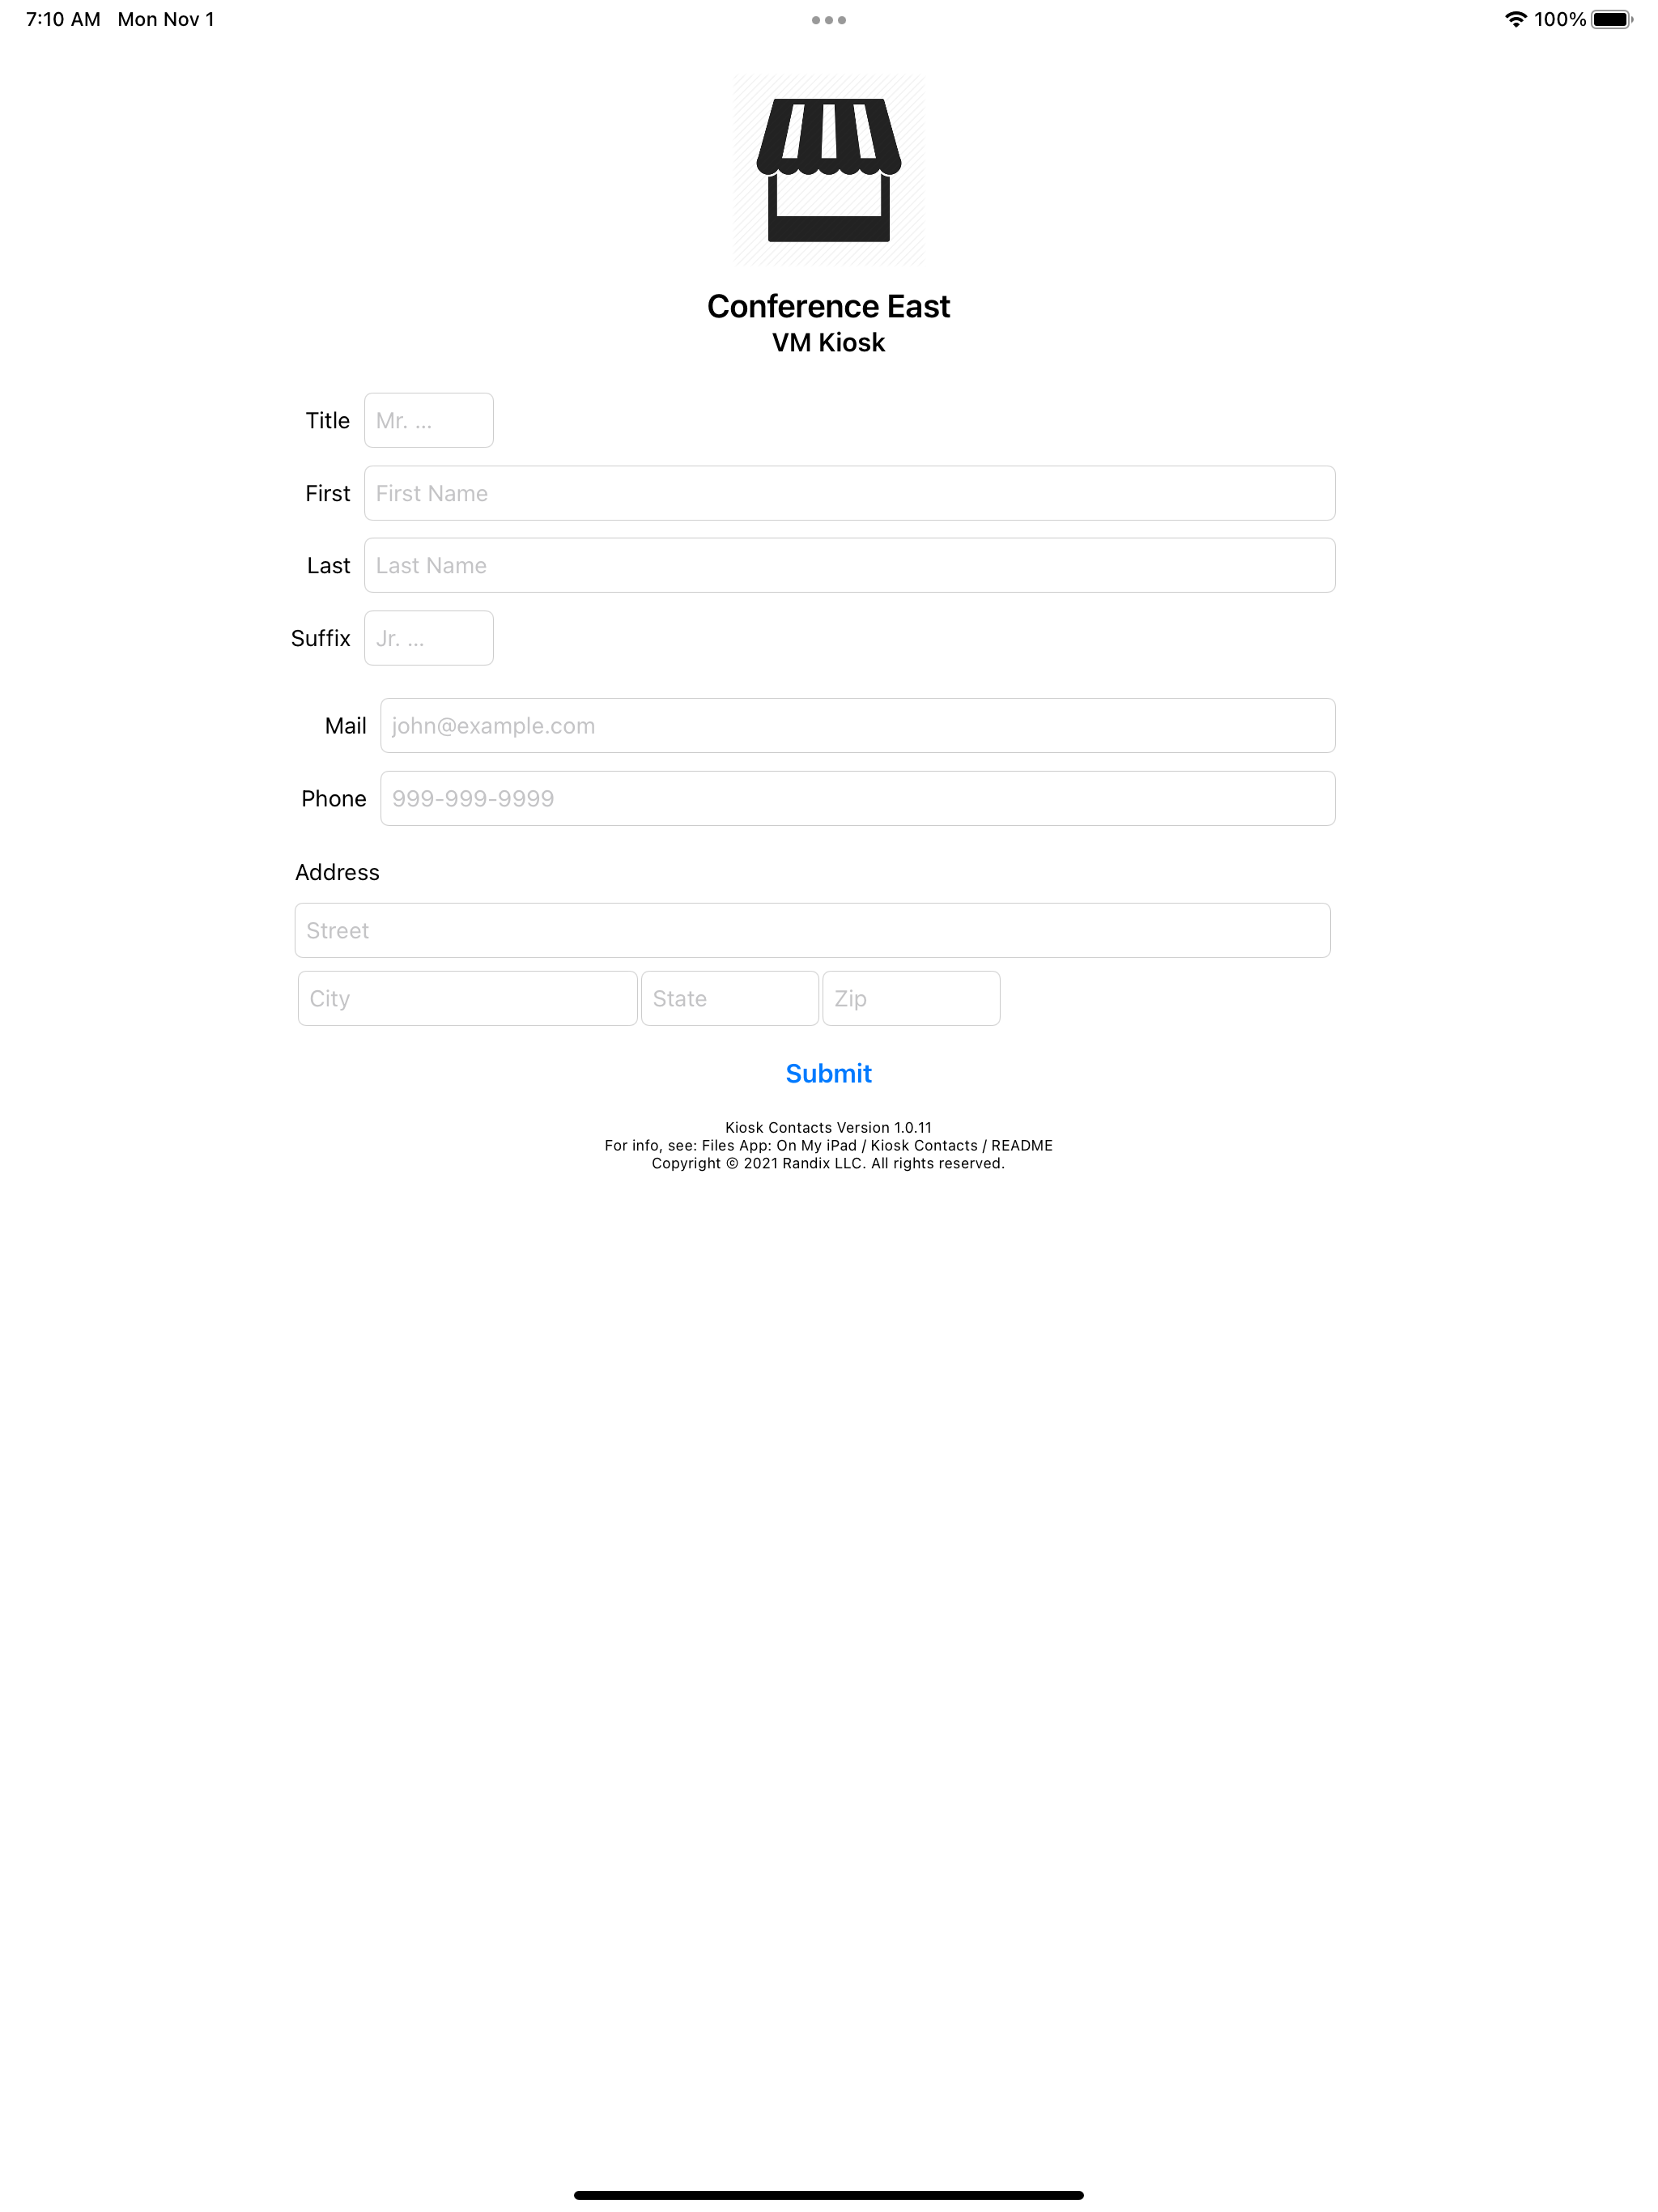 7:10 AM Mon Nov 1 100%
Conference East
VM Kiosk
Title Mr. ...
First First Name
Last Last Name
Suffix Jr. ...
Mail john@example.com
Phone 999-999-9999
Address
Street
City State Zip
Submit
Kiosk Contacts Version 1.0.11
For info, see: Files App: On My iPad / Kiosk Contacts / README
Copyright © 2021 Randix LLC. All rights reserved.